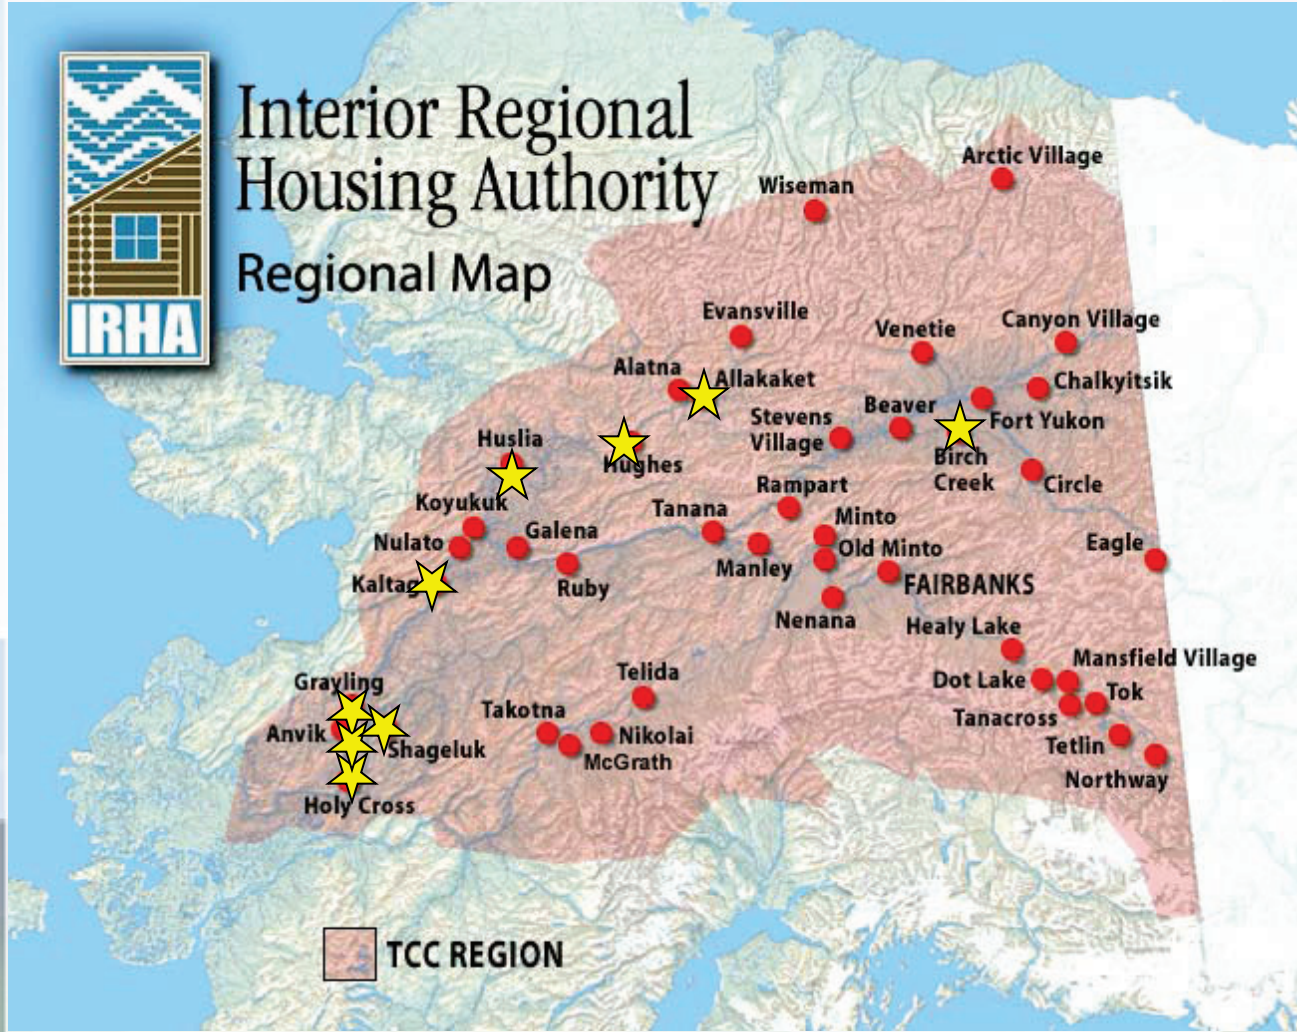 Interior Regional
Housing Authority
Regional Map
IRHA
Arctic Village
Wiseman
Evansville
Venetie
Canyon Village
Alatna
Allakaket
Chalkyitsik
Beaver
Stevens
Village
Fort Yukon
Huslia
Hughes
Birch
Creek
Circle
Koyukuk
Rampart
Tanana
Minto
Galena
Nulato
Old Minto
Eagle
Manley
Kaltag
Ruby
FAIRBANKS
Nenana
Healy Lake
Mansfield Village
Telida
Grayling
Dot Lake
Tok
Takotna
Tanacross
Anvik
Nikolai
Shageluk
Tetlin
McGrath
Northway
Holy Cross
TCC REGION